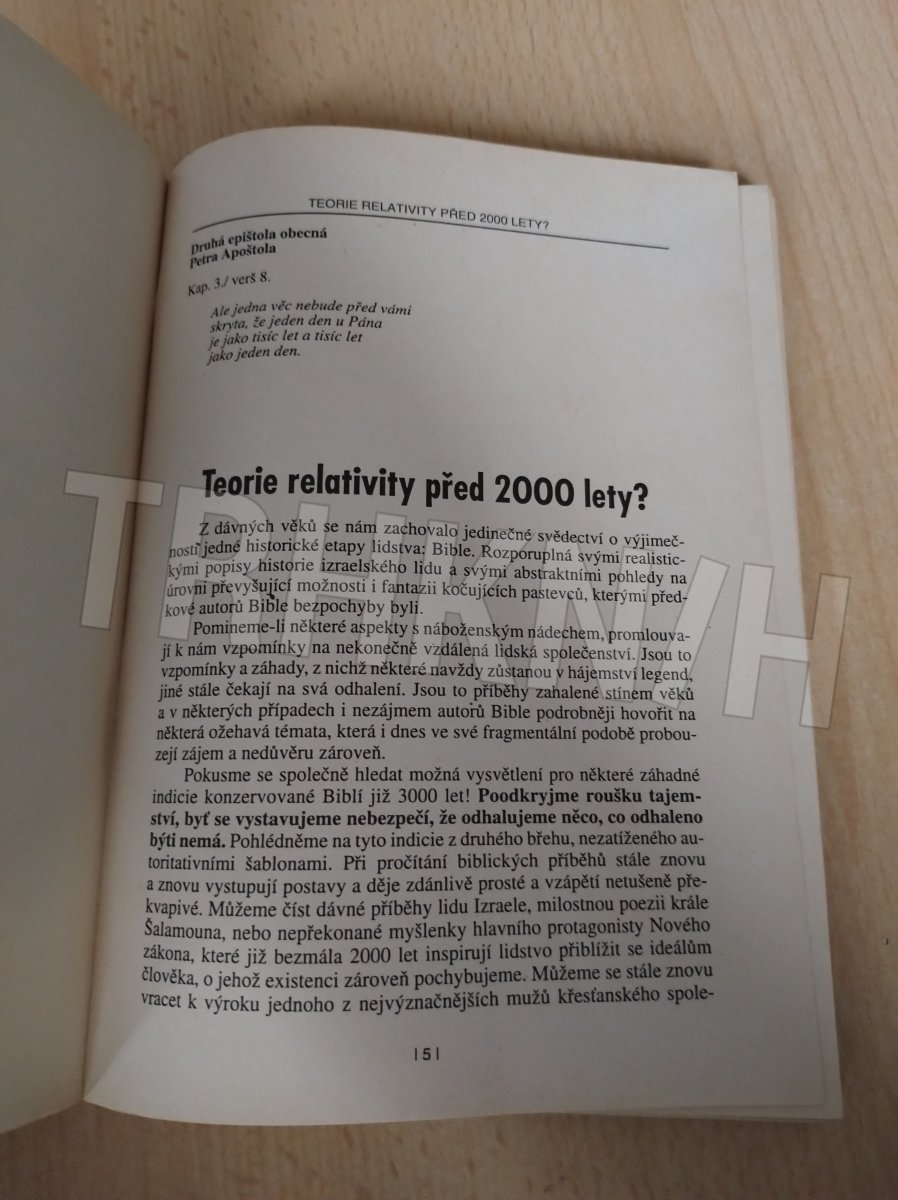 TEORIE RELATIVITY PŘED 2000 LETY?
Druhá epištola obecná
Petra Apoštola
Kap. 3./ verš 8.
Ale jedna věc nebude před vámi
skryta, že jeden den u Pána
je jako tisíc let a tisíc let
jako jeden den.
Teorie relativity před 2000 lety?
Z dávných věků se nám zachovalo jedinečné svědectví o výjimeč-
nosti jedné historické etapy lidstva: Bible. Rozporuplná svými realistic-
kými popisy historie izraelského lidu a svými abstraktními pohledy na
úrovni převyšující možnosti i fantazii kočujících pastevců, kterými před-
kové autorů Bible bezpochyby byli.
Pomineme-li některé aspekty s náboženským nádechem, promlouva-
jí k nám vzpomínky na nekonečně vzdálená lidská společenství. Jsou to
vzpomínky a záhady, z nichž některé navždy zůstanou v hájemství legend,
jiné stále čekají na svá odhalení. Jsou to příběhy zahalené stínem věků
a v některých případech i nezájmem autorů Bible podrobněji hovořit na
některá ožehavá témata, která i dnes ve své fragmentální podobě probou-
zejí zájem a nedůvěru zároveň.
Pokusme se společně hledat možná vysvětlení pro některé záhadné
indicie konzervované Biblí již 3000 let! Poodkryjme roušku tajem-
ství, byť se vystavujeme nebezpečí, že odhalujeme něco, co odhaleno
býti nemá. Pohlédněme na tyto indicie z druhého břehu, nezatíženého au-
toritativními šablonami. Při pročítání biblických příběhů stále znovu
a znovu vystupují postavy a děje zdánlivě prosté a vzápětí netušeně pře-
kvapivé. Můžeme číst dávné příběhy lidu Izraele, milostnou poezii krále
Šalamouna, nebo nepřekonané myšlenky hlavního protagonisty Nového
zákona, které již bezmála 2000 let inspirují lidstvo přiblížit se ideálům
člověka, o jehož existenci zároveň pochybujeme. Můžeme se stále znovu
vracet k výroku jednoho z nejvýznačnějších mužů křesťanského spole-
| 5 |